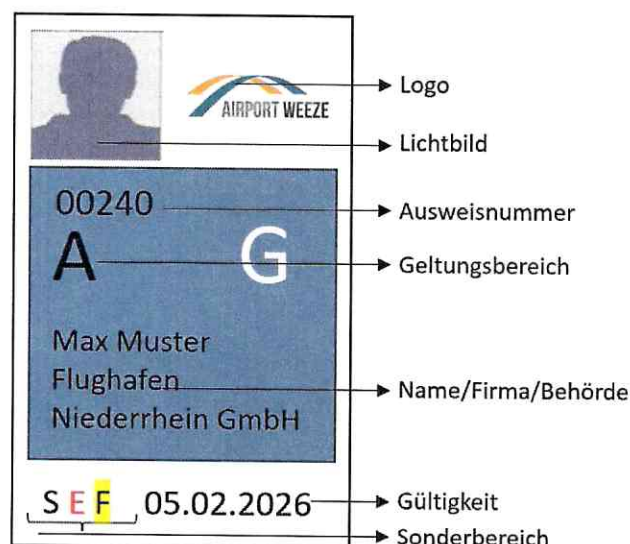 AIRPORT WEEZE
Logo
Lichtbild
00240
Ausweisnummer
A G
Geltungsbereich
Max Muster
Flughafen
Niederrhein GmbH
Name/Firma/Behörde
S E F 05.02.2026
Gültigkeit
Sonderbereich